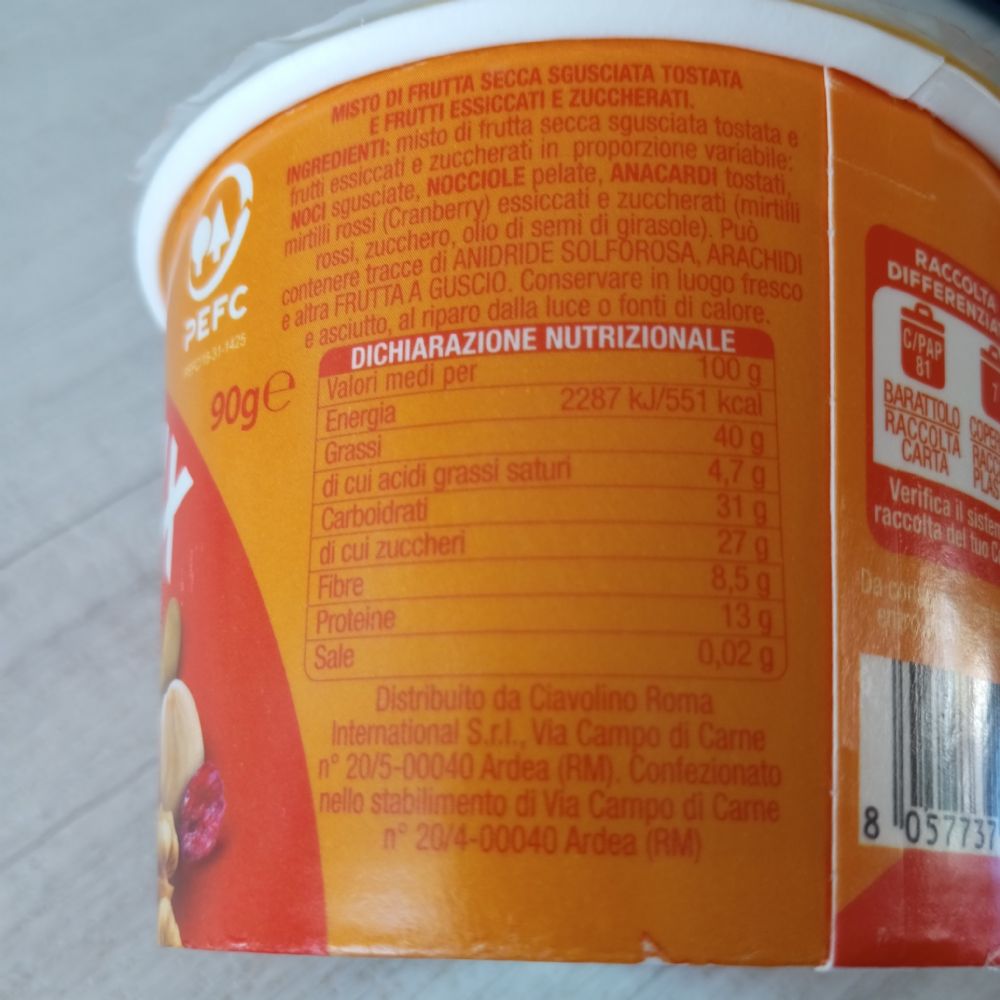 MISTO DI FRUTTA SECCA SGUSCIATA TOSTATA
E FRUTTI ESSICCATI E ZUCCHERATI.
INGREDIENTI: misto di frutta secca sgusciata tostata e
frutti essiccati e zuccherati in proporzione variabile:
NOCI sgusciate, NOCCIOLE pelate, ANACARDI tostati,
mirtilli rossi (Cranberry) essiccati e zuccherati (mirtilli
rossi, zucchero, olio di semi di girasole). Può
contenere tracce di ANIDRIDE SOLFOROSA, ARACHIDI
e altra FRUTTA A GUSCIO. Conservare in luogo fresco
e asciutto, al riparo dalla luce o fonti di calore.
PEFC
90g e
DICHIARAZIONE NUTRIZIONALE
Valori medi per 100 g
Energia 2287 kJ/551 kcal
Grassi 40 g
di cui acidi grassi saturi 4,7 g
Carboidrati 31 g
di cui zuccheri 27 g
Fibre 8,5 g
Proteine 13 g
Sale 0,02 g
Distribuito da Ciavolino Roma
International S.r.l., Via Campo di Carne
n° 20/5-00040 Ardea (RM). Confezionato
nello stabilimento di Via Campo di Carne
n° 20/4-00040 Ardea (RM)
RACCOLTA
C/PAP
81
BARATTOLO
RACCOLTA
CARTA
Verifica il
raccolta del tuo
8 057737